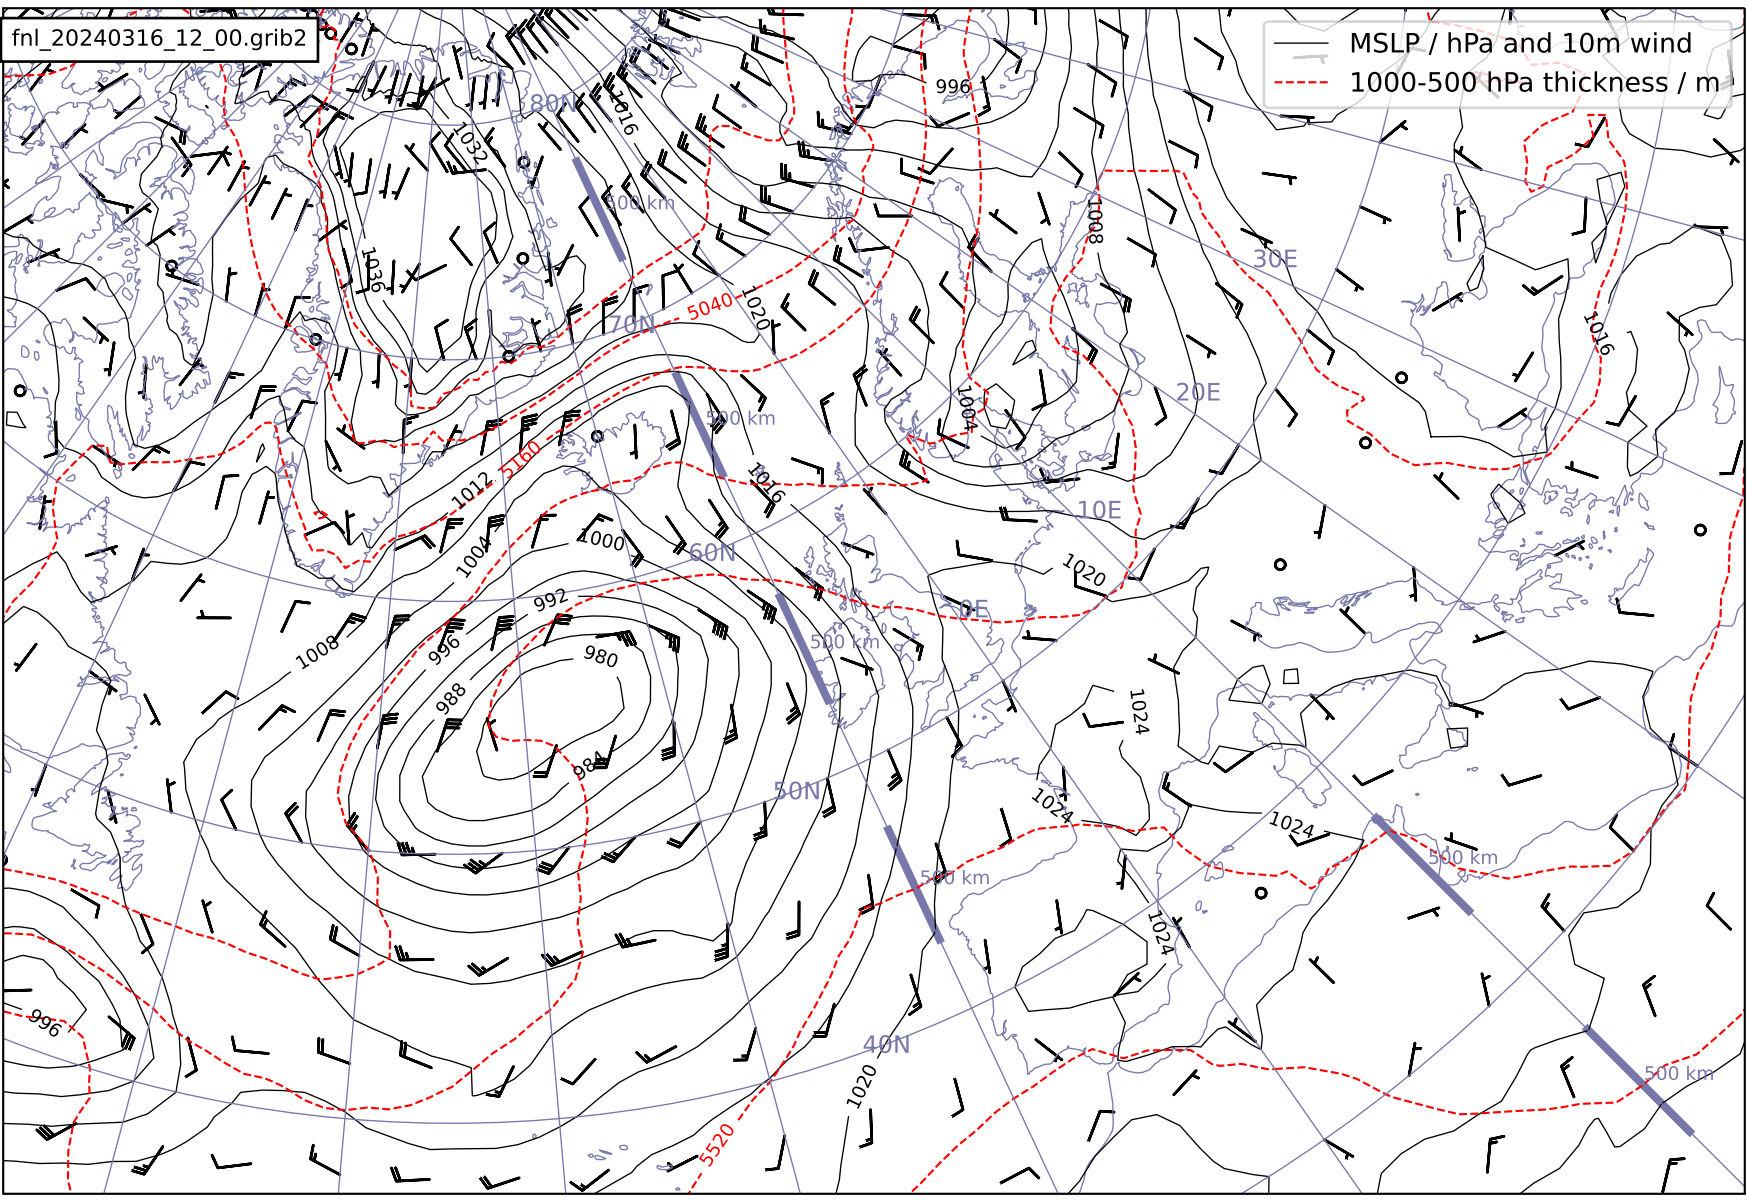 fnl_20240316_12_00.grib2
MSLP / hPa and 10m wind
1000-500 hPa thickness / m
996
80N
1016
1032
500 km
1008
30E
1036
5040
1020
70N
1016
20E
1004
500 km
5160
1012
1016
10E
1000
1004
60N
1020
992
0E
1008
996
980
500 km
988
1024
984
50N
1024
1024
500 km
500 km
1024
996
40N
1020
500 km
5520